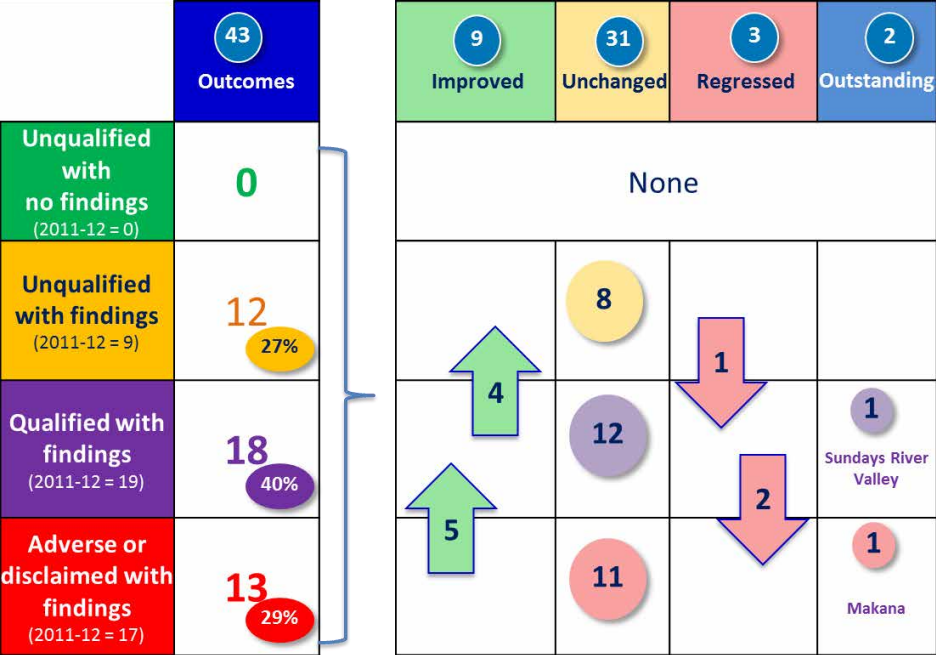 43
Outcomes
9
Improved
31
Unchanged
3
Regressed
2
Outstanding
Unqualified
with
no findings
(2011-12 = 0)
0
None
Unqualified
with findings
(2011-12 = 9)
12
27%
8
4
1
Qualified with
findings
(2011-12 = 19)
18
40%
12
1
Sundays River
Valley
5
2
Adverse or
disclaimed with
findings
(2011-12 = 17)
13
29%
11
1
Makana